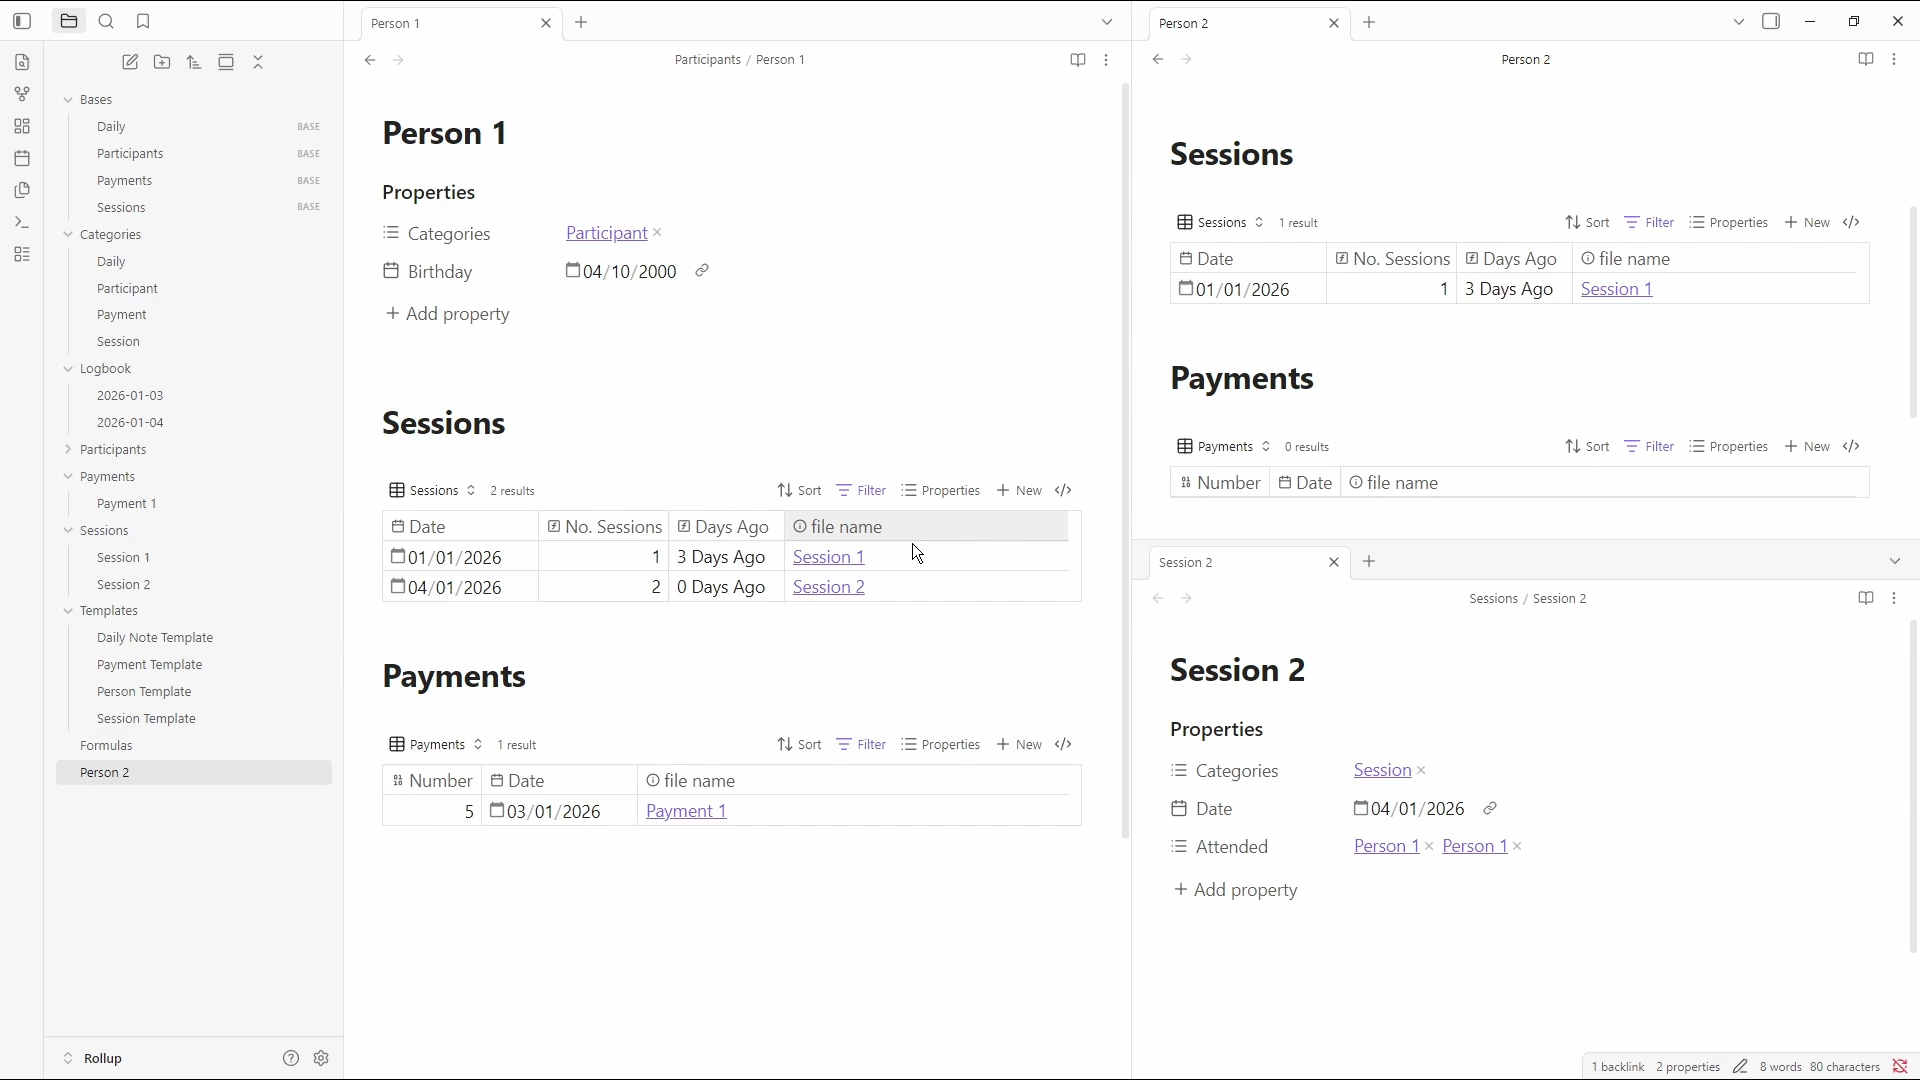 Bases
Daily BASE
Participants BASE
Payments BASE
Sessions BASE
Categories
Daily
Participant
Payment
Session
Logbook
2026-01-03
2026-01-04
Participants
Payments
Payment 1
Sessions
Session 1
Session 2
Templates
Daily Note Template
Payment Template
Person Template
Session Template
Formulas
Person 2
Rollup
Person 1
Participants / Person 1
Person 1
Properties
Categories Participant
Birthday 04/10/2000
Add property
Sessions
Sessions 2 results Sort Filter Properties New
Date No. Sessions Days Ago file name
01/01/2026 1 3 Days Ago Session 1
04/01/2026 2 0 Days Ago Session 2
Payments
Payments 1 result Sort Filter Properties New
Number Date file name
5 03/01/2026 Payment 1
Person 2
Person 2
Sessions
Sessions 1 result Sort Filter Properties New
Date No. Sessions Days Ago file name
01/01/2026 1 3 Days Ago Session 1
Payments
Payments 0 results Sort Filter Properties New
Number Date file name
Session 2
Sessions / Session 2
Session 2
Properties
Categories Session
Date 04/01/2026
Attended Person 1 Person 1
Add property
1 backlink 2 properties 8 words 80 characters